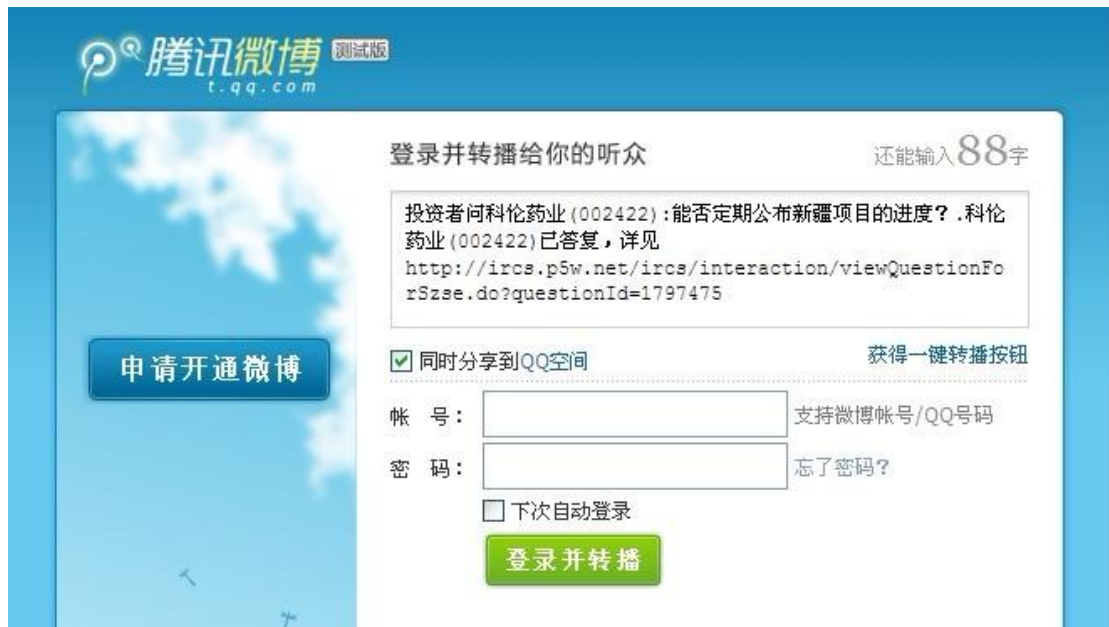 腾讯微博 测试版
t.qq.com
登录并转播给你的听众
还能输入88字
投资者问科伦药业(002422):能否定期公布新疆项目的进度?.科伦
药业(002422)已答复,详见
http://ircs.p5w.net/ircs/interaction/viewQuestionFo
rSzse.do?questionId=1797475
申请开通微博
同时分享到QQ空间
获得一键转播按钮
帐 号: 支持微博帐号/QQ号码
密 码: 忘了密码?
下次自动登录
登录并转播